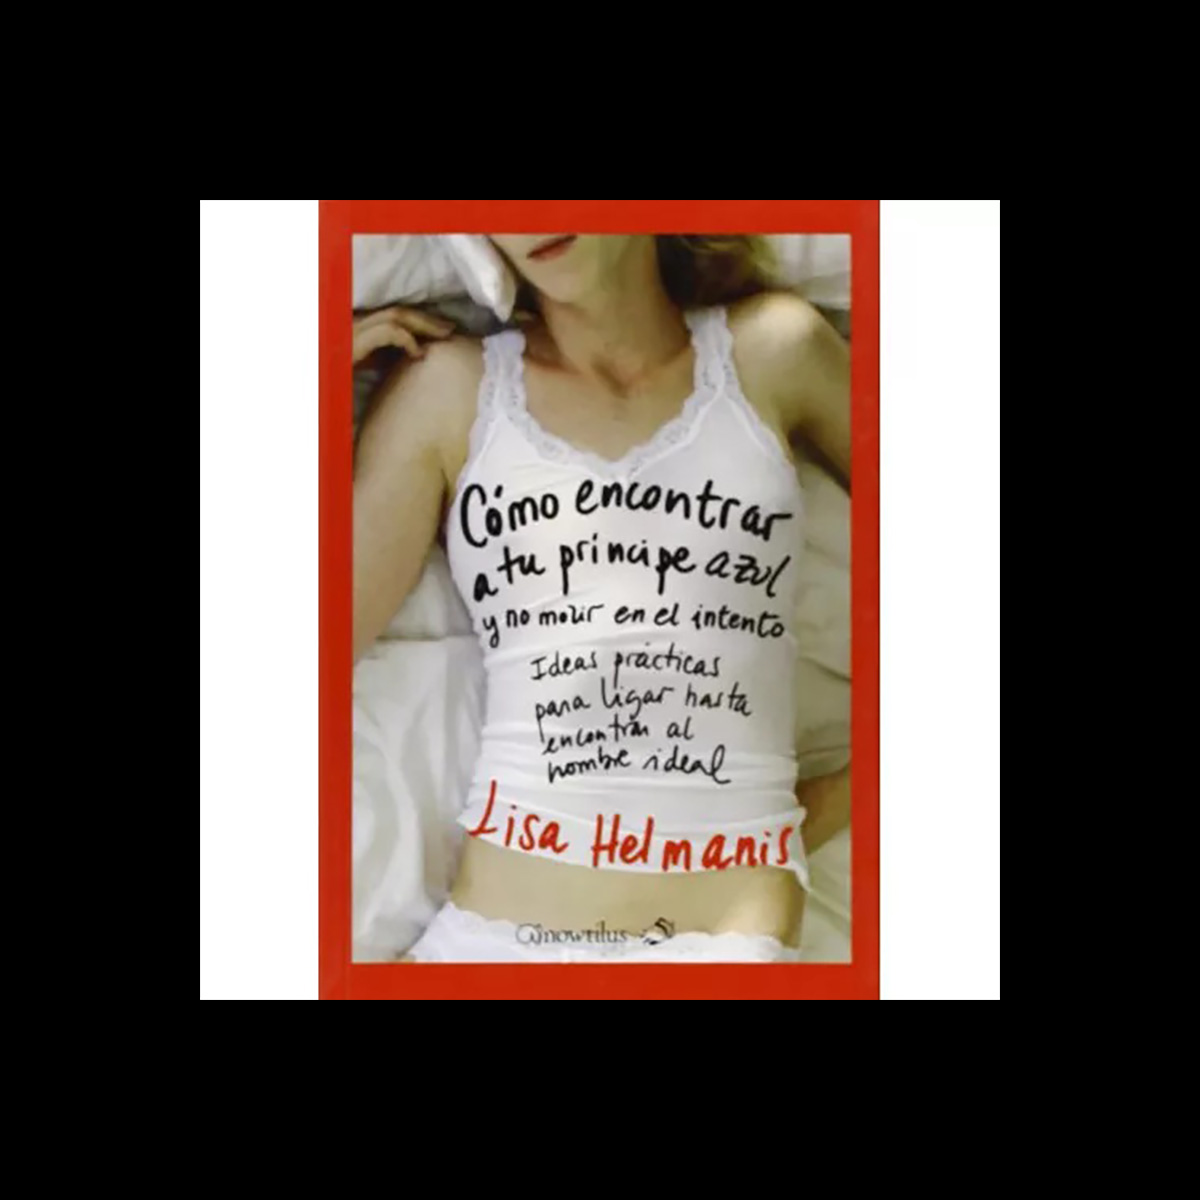 Cómo encontrar
a tu príncipe azul
y no morir en el intento
Ideas prácticas
para ligar hasta
encontrar al
hombre ideal
Lisa Helmanis
nowtilus